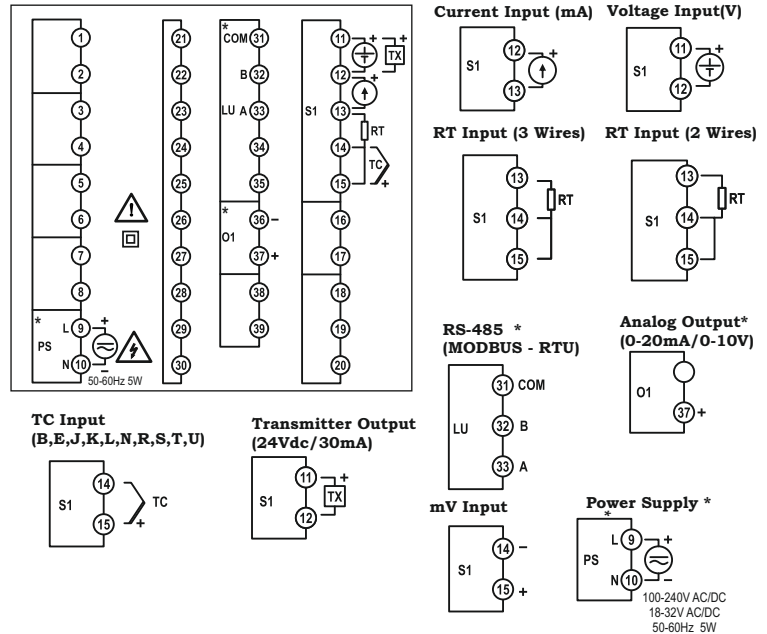 1
2
3
4
5
6
7
8
* L 9 +
PS
N 10 −
50-60Hz 5W
21
22
23
24
25
26
27
28
29
30
* COM 31
B 32
LU A 33
34
35
* 36 −
O1
37 +
38
39
11 + +
TX
12 +
S1 13
RT
14 TC
15 +
16
17
18
19
20
Current Input (mA)
12
S1
13
Voltage Input(V)
11
S1
12
RT Input (3 Wires)
13
RT
S1 14
15
RT Input (2 Wires)
13
RT
S1 14
15
RS-485 *
(MODBUS - RTU)
31 COM
LU 32 B
33 A
Analog Output*
(0-20mA/0-10V)
O1
37 +
TC Input
(B,E,J,K,L,N,R,S,T,U)
14
S1 TC
15 +
Transmitter Output
(24Vdc/30mA)
11 +
S1 TX
12
mV Input
14 −
S1
15 +
Power Supply *
*
L 9 +
PS
N 10 −
100-240V AC/DC
18-32V AC/DC
50-60Hz 5W